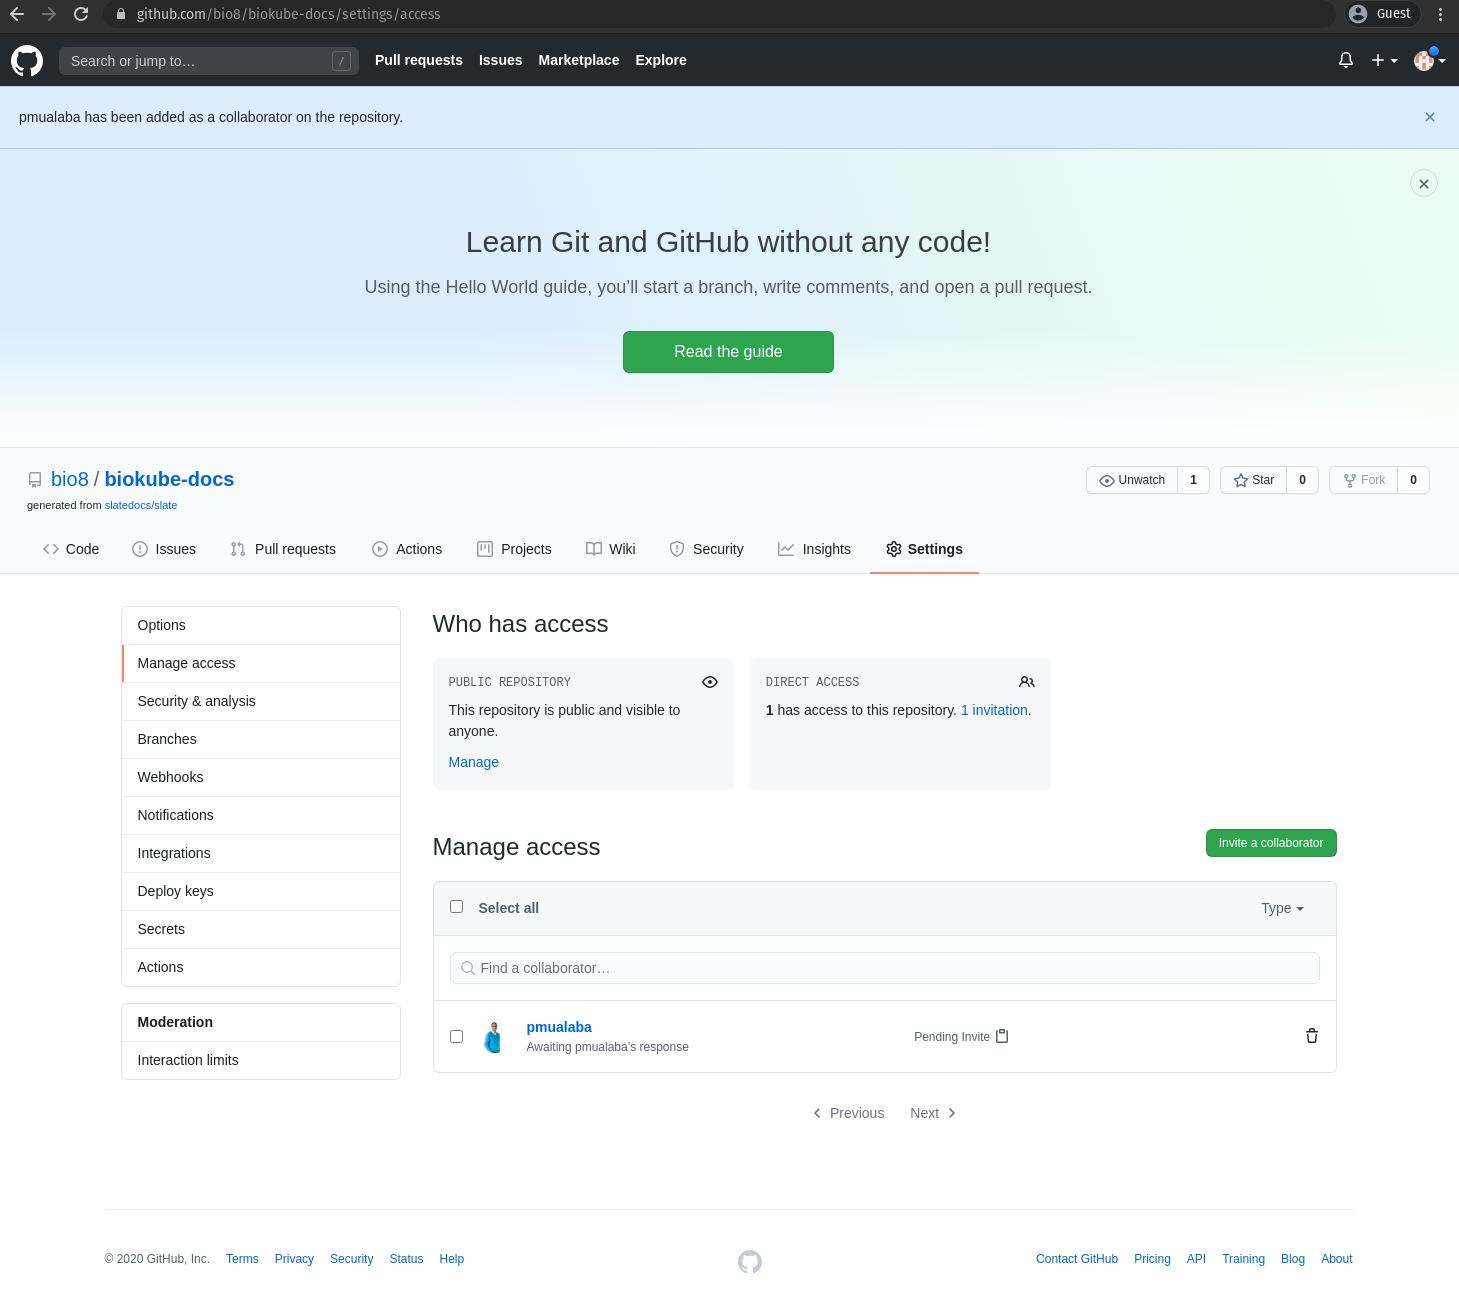 github.com/bio8/biokube-docs/settings/access
Guest
Search or jump to…
/
Pull requests
Issues
Marketplace
Explore
pmualaba has been added as a collaborator on the repository.
Learn Git and GitHub without any code!
Using the Hello World guide, you’ll start a branch, write comments, and open a pull request.
Read the guide
bio8 / biokube-docs
generated from slatedocs/slate
Unwatch 1
Star 0
Fork 0
Code
Issues
Pull requests
Actions
Projects
Wiki
Security
Insights
Settings
Options
Manage access
Security & analysis
Branches
Webhooks
Notifications
Integrations
Deploy keys
Secrets
Actions
Moderation
Interaction limits
Who has access
PUBLIC REPOSITORY
This repository is public and visible to
anyone.
Manage
DIRECT ACCESS
1 has access to this repository. 1 invitation.
Manage access
Invite a collaborator
Select all
Type
Find a collaborator…
pmualaba
Awaiting pmualaba’s response
Pending Invite
Previous
Next
© 2020 GitHub, Inc.
Terms
Privacy
Security
Status
Help
Contact GitHub
Pricing
API
Training
Blog
About